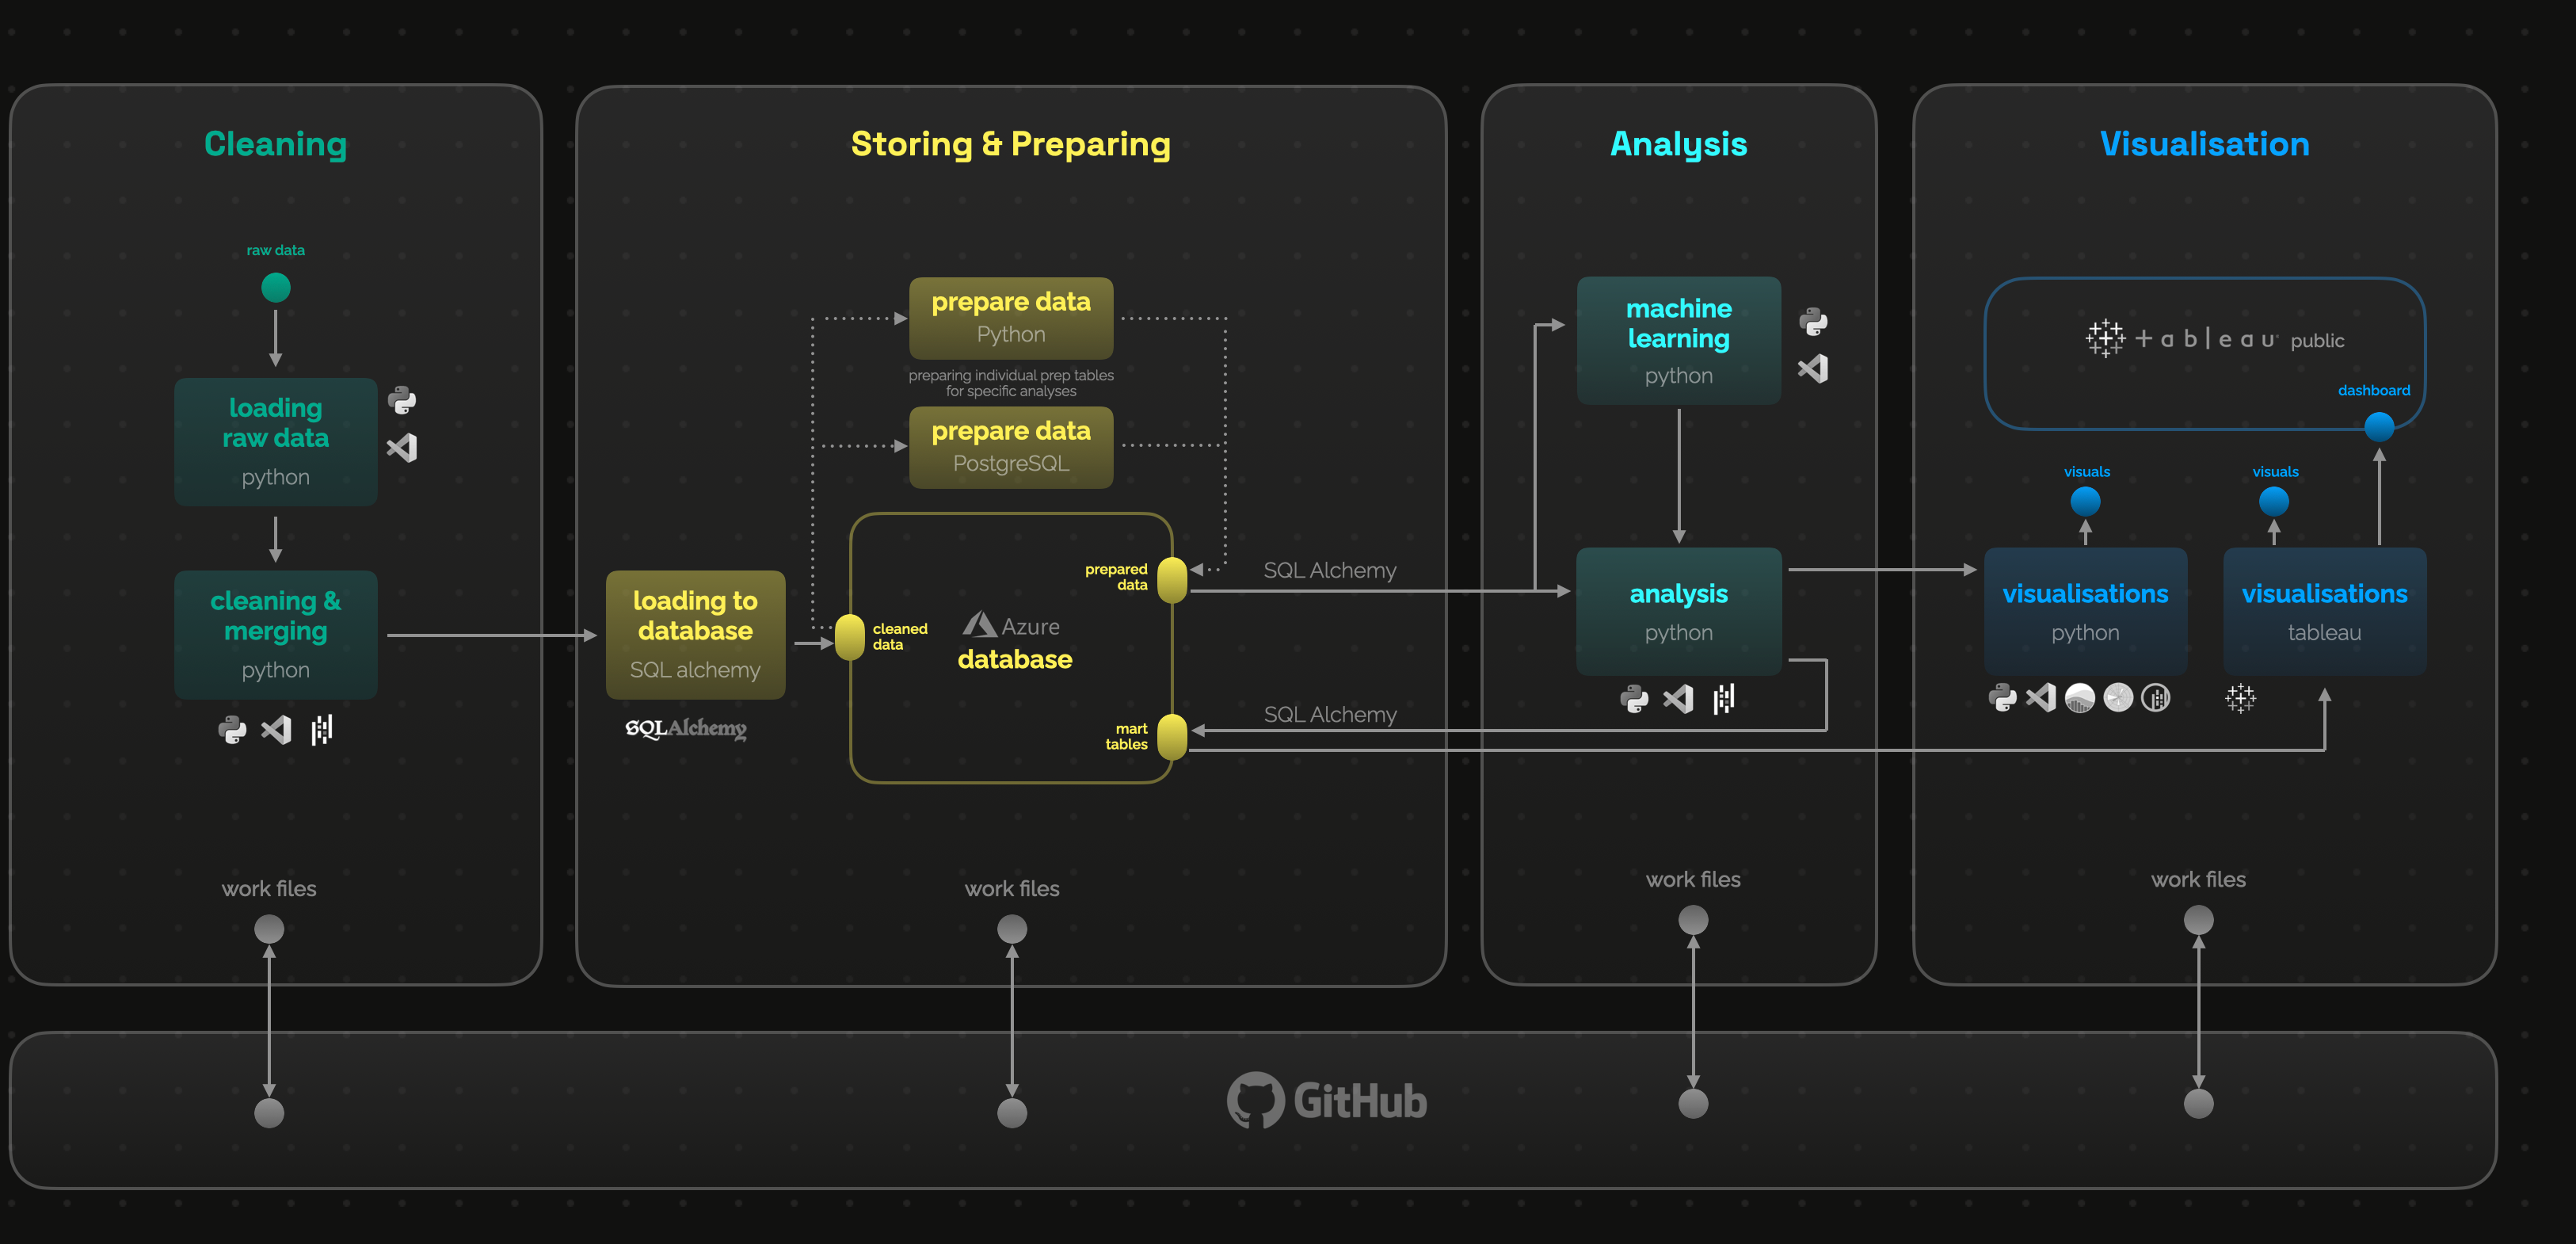 Cleaning
raw data
loading
raw data
python
cleaning &
merging
python
work files
Storing & Preparing
prepare data
Python
preparing individual prep tables
for specific analyses
prepare data
PostgreSQL
loading to
database
SQL alchemy
SQLAlchemy
cleaned
data
Azure
database
prepared
data
mart
tables
SQL Alchemy
SQL Alchemy
work files
Analysis
machine
learning
python
analysis
python
work files
Visualisation
+ableau public
dashboard
visuals
visuals
visualisations
python
visualisations
tableau
work files
GitHub